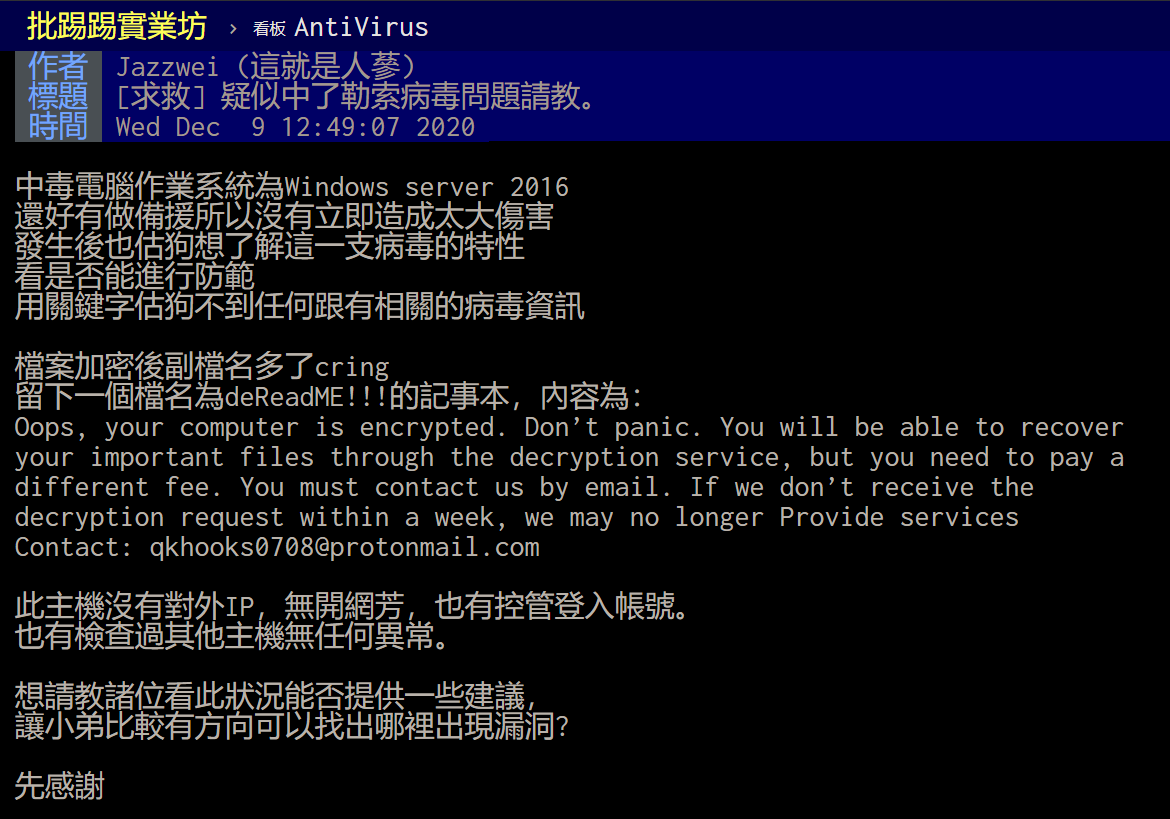 批踢踢實業坊 › 看板 AntiVirus
作者 Jazzwei (這就是人蔘)
標題 [求救] 疑似中了勒索病毒問題請教。
時間 Wed Dec  9 12:49:07 2020
中毒電腦作業系統為Windows server 2016
還好有做備援所以沒有立即造成太大傷害
發生後也估狗想了解這一支病毒的特性
看是否能進行防範
用關鍵字估狗不到任何跟有相關的病毒資訊
檔案加密後副檔名多了cring
留下一個檔名為deReadME!!!的記事本，內容為：
Oops, your computer is encrypted. Don’t panic. You will be able to recover
your important files through the decryption service, but you need to pay a
different fee. You must contact us by email. If we don’t receive the
decryption request within a week, we may no longer Provide services
Contact: qkhooks0708@protonmail.com
此主機沒有對外IP，無開網芳，也有控管登入帳號。
也有檢查過其他主機無任何異常。
想請教諸位看此狀況能否提供一些建議，
讓小弟比較有方向可以找出哪裡出現漏洞？
先感謝